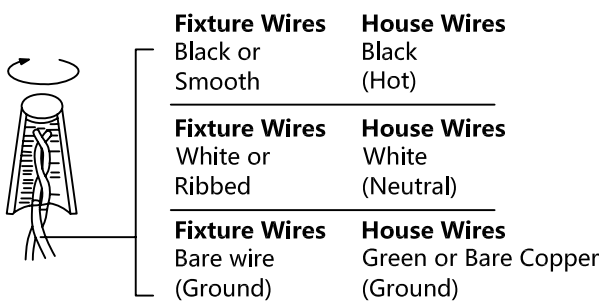 Fixture Wires House Wires
Black or Black
Smooth (Hot)
Fixture Wires House Wires
White or White
Ribbed (Neutral)
Fixture Wires House Wires
Bare wire Green or Bare Copper
(Ground) (Ground)